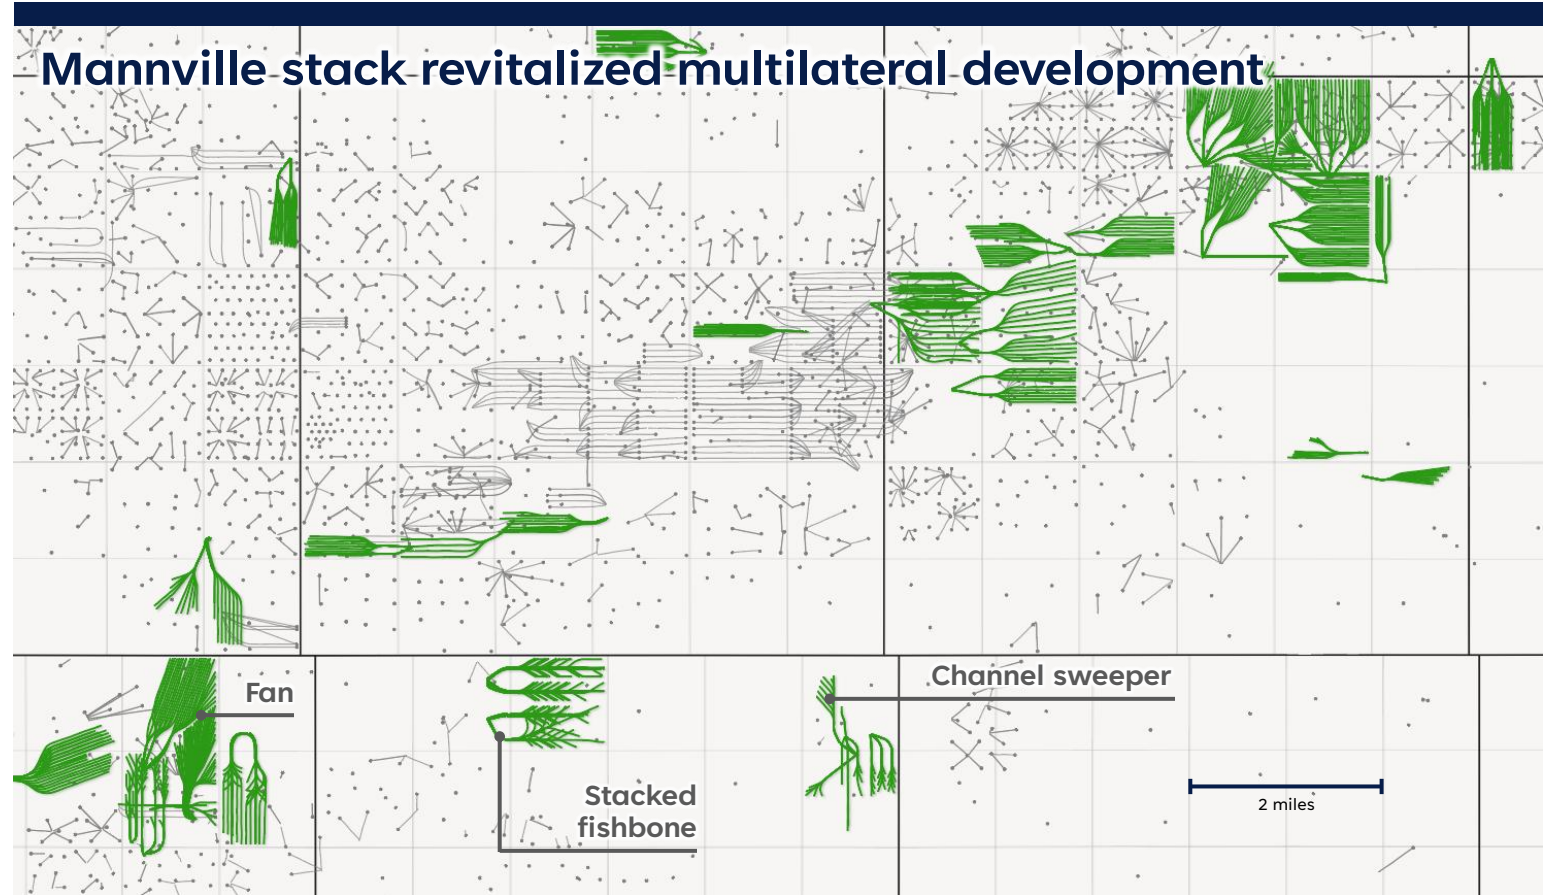 Mannville stack revitalized multilateral development
Fan
Channel sweeper
Stacked
fishbone
2 miles